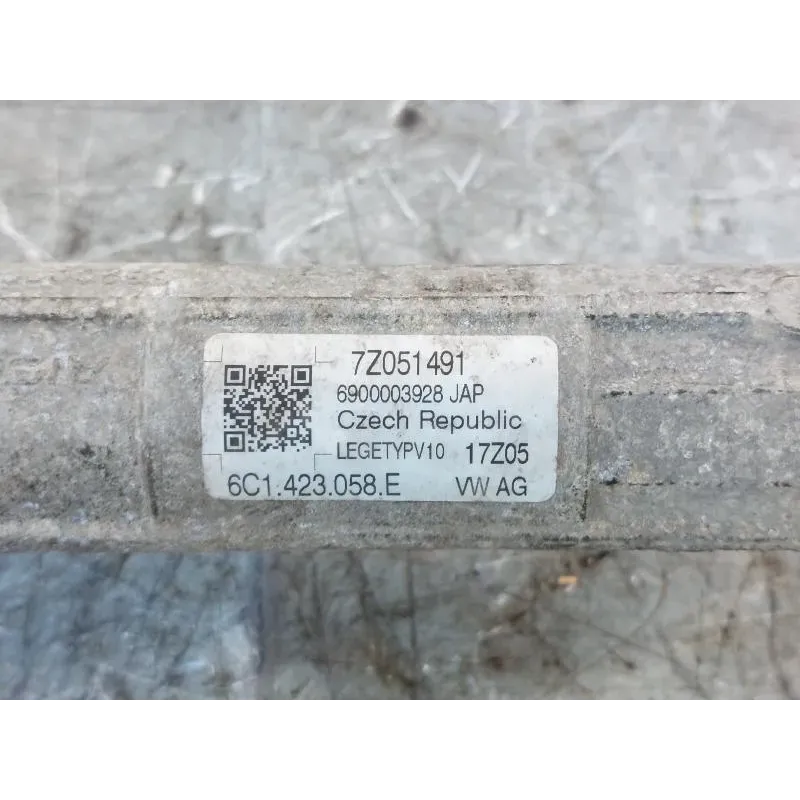 7Z051491
6900003928 JAP
Czech Republic
LEGETYPV10 17Z05
6C1.423.058.E VW AG